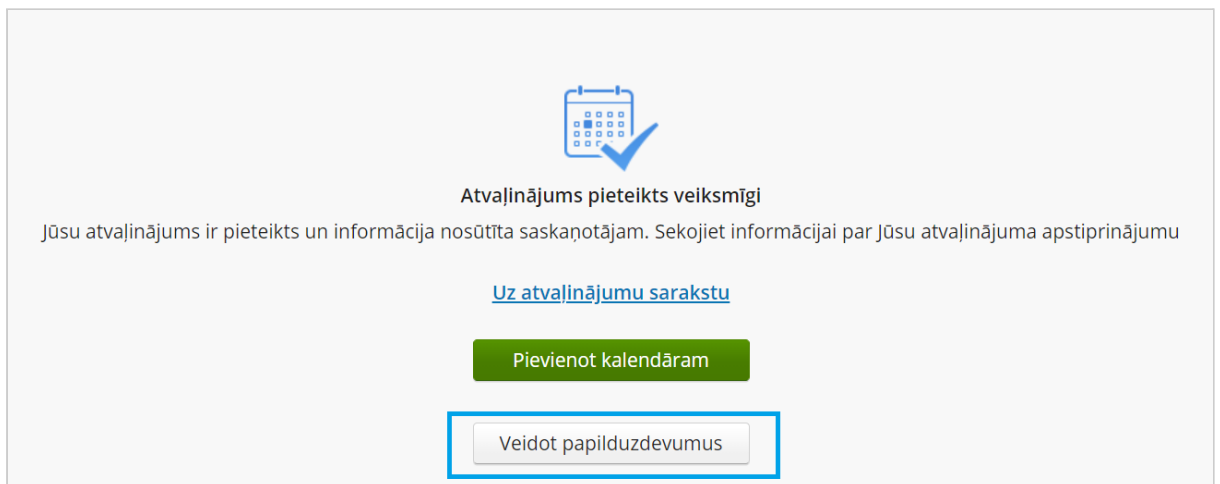 Atvaļinājums pieteikts veiksmīgi
Jūsu atvaļinājums ir pieteikts un informācija nosūtīta saskaņotājam. Sekojiet informācijai par Jūsu atvaļinājuma apstiprinājumu
Uz atvaļinājumu sarakstu
Pievienot kalendāram
Veidot papilduzdevumus